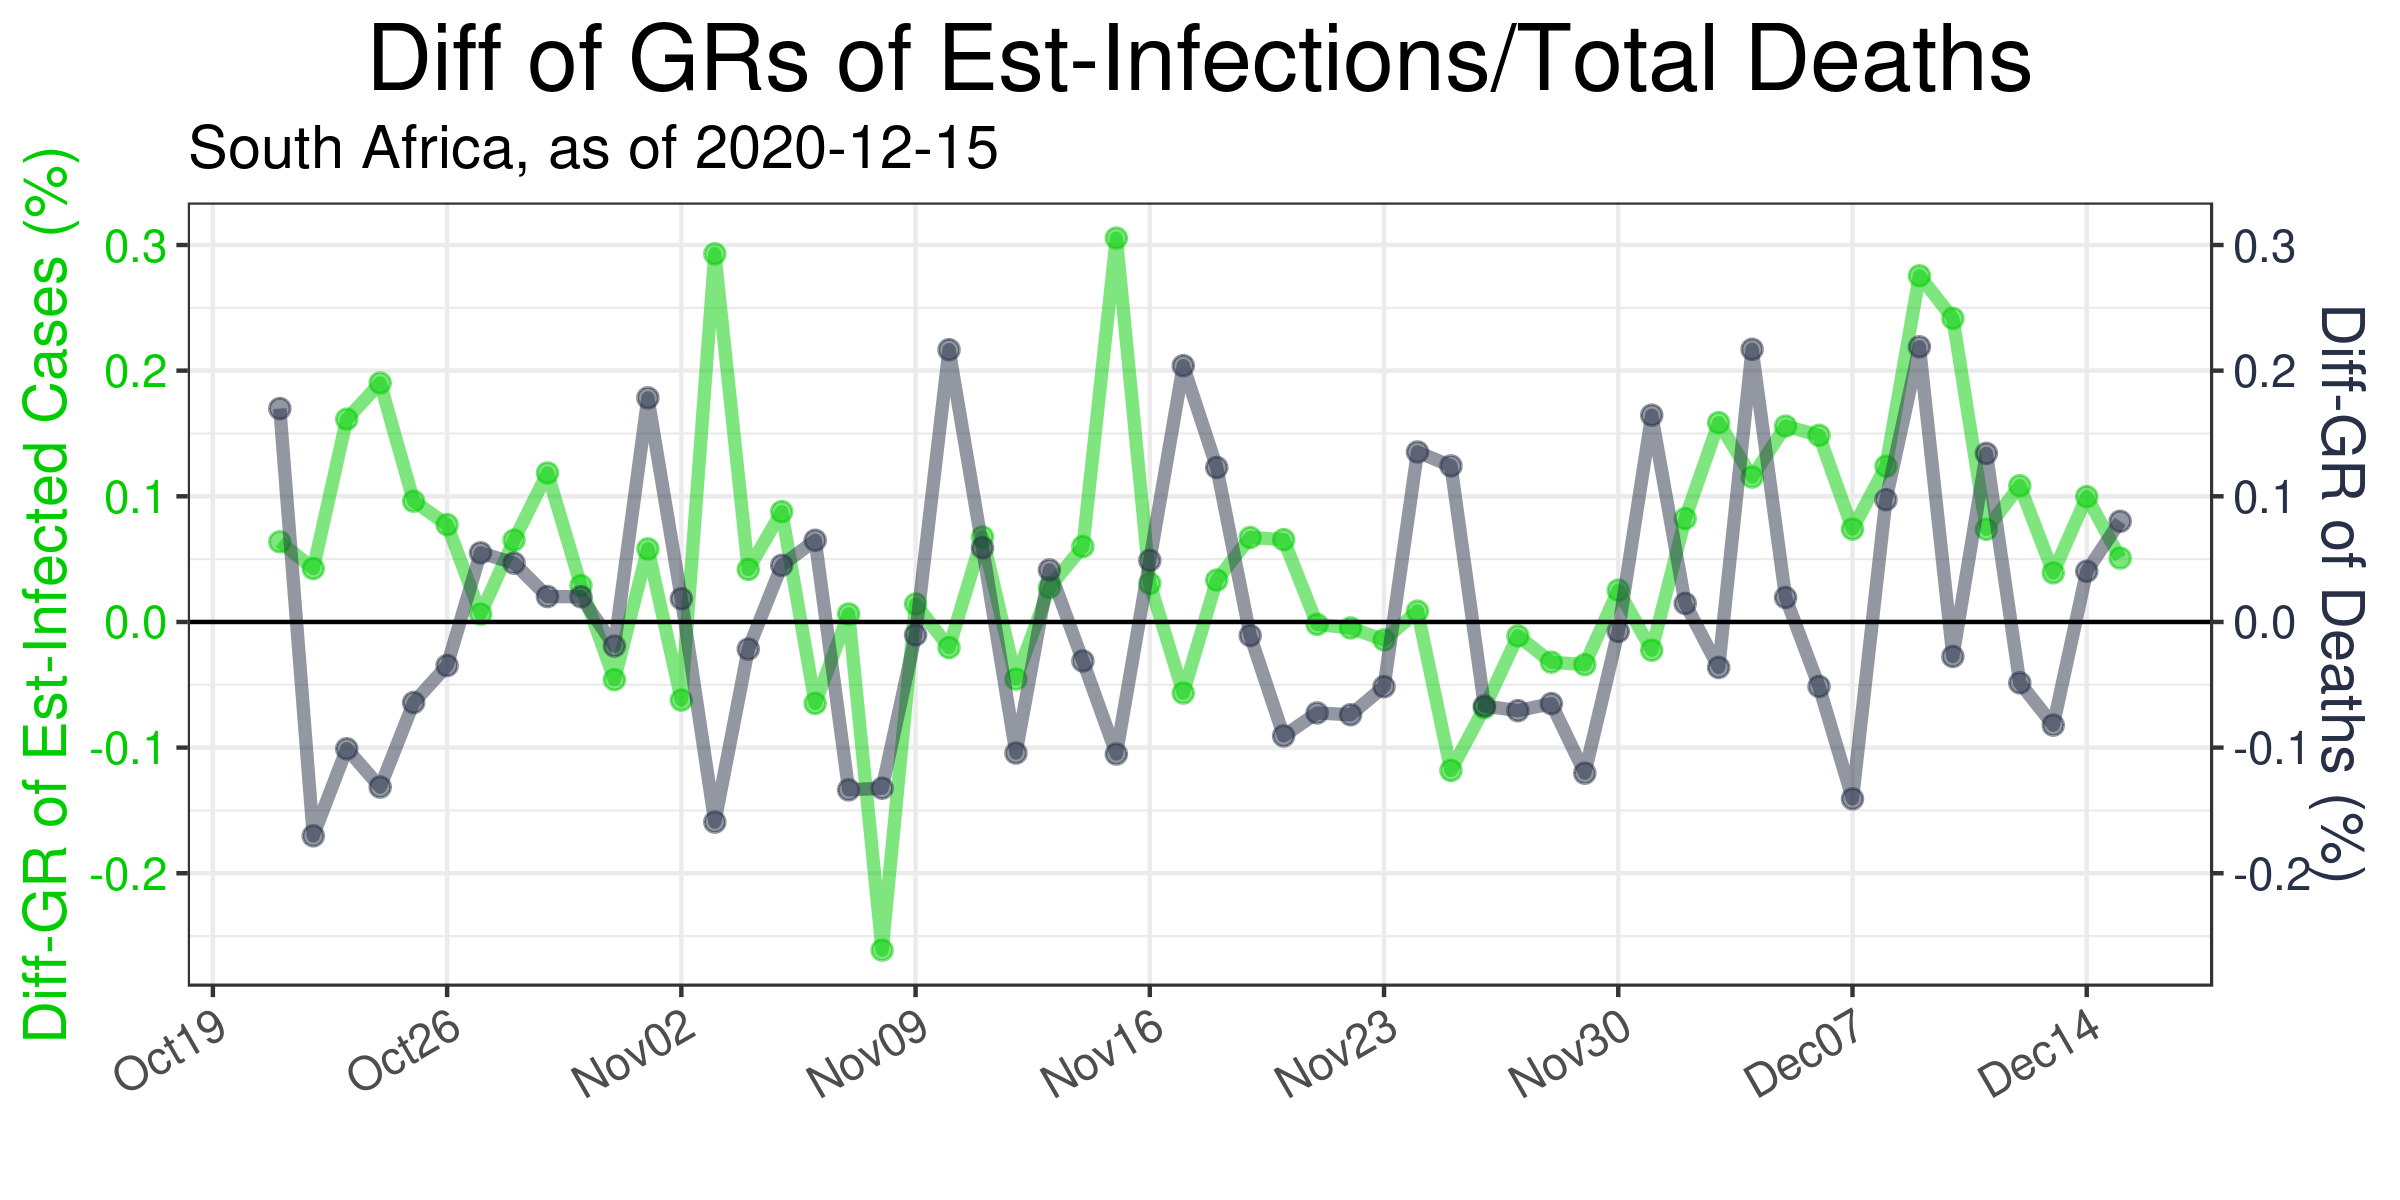 Diff of GRs of Est-Infections/Total Deaths
South Africa, as of 2020-12-15
Diff-GR of Est-Infected Cases (%)
0.3
0.2
0.1
0.0
-0.1
-0.2
0.3
0.2
0.1
0.0
-0.1
-0.2
Diff-GR of Deaths (%)
Oct19 Oct26 Nov02 Nov09 Nov16 Nov23 Nov30 Dec07 Dec14